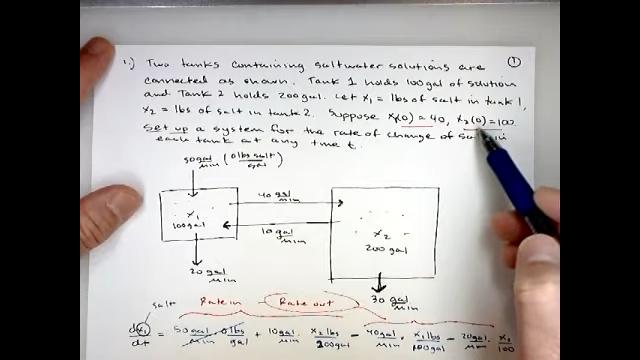 1.) Two tanks containing saltwater solutions are
connected as shown. Tank 1 holds 100gal of solution
and Tank 2 holds 200gal. Let x₁ = lbs of salt in tank 1,
x₂ = lbs of salt in tank 2. Suppose x₁(0) = 40, x₂(0) = 100.
Set up a system for the rate of change of salt in
each tank at any time t.
①
50 gal/min (0 lbs salt/gal)
40 gal/min
x₁
100gal
10 gal/min
x₂
200 gal
20 gal/min
30 gal/min
salt
Rate in - Rate out
dx₁/dt = 50 gal/min · 0 lbs/gal + 10 gal/min · x₂ lbs/200 gal - 40 gal/min · x₁ lbs/100 gal - 20 gal/min · x₁/100